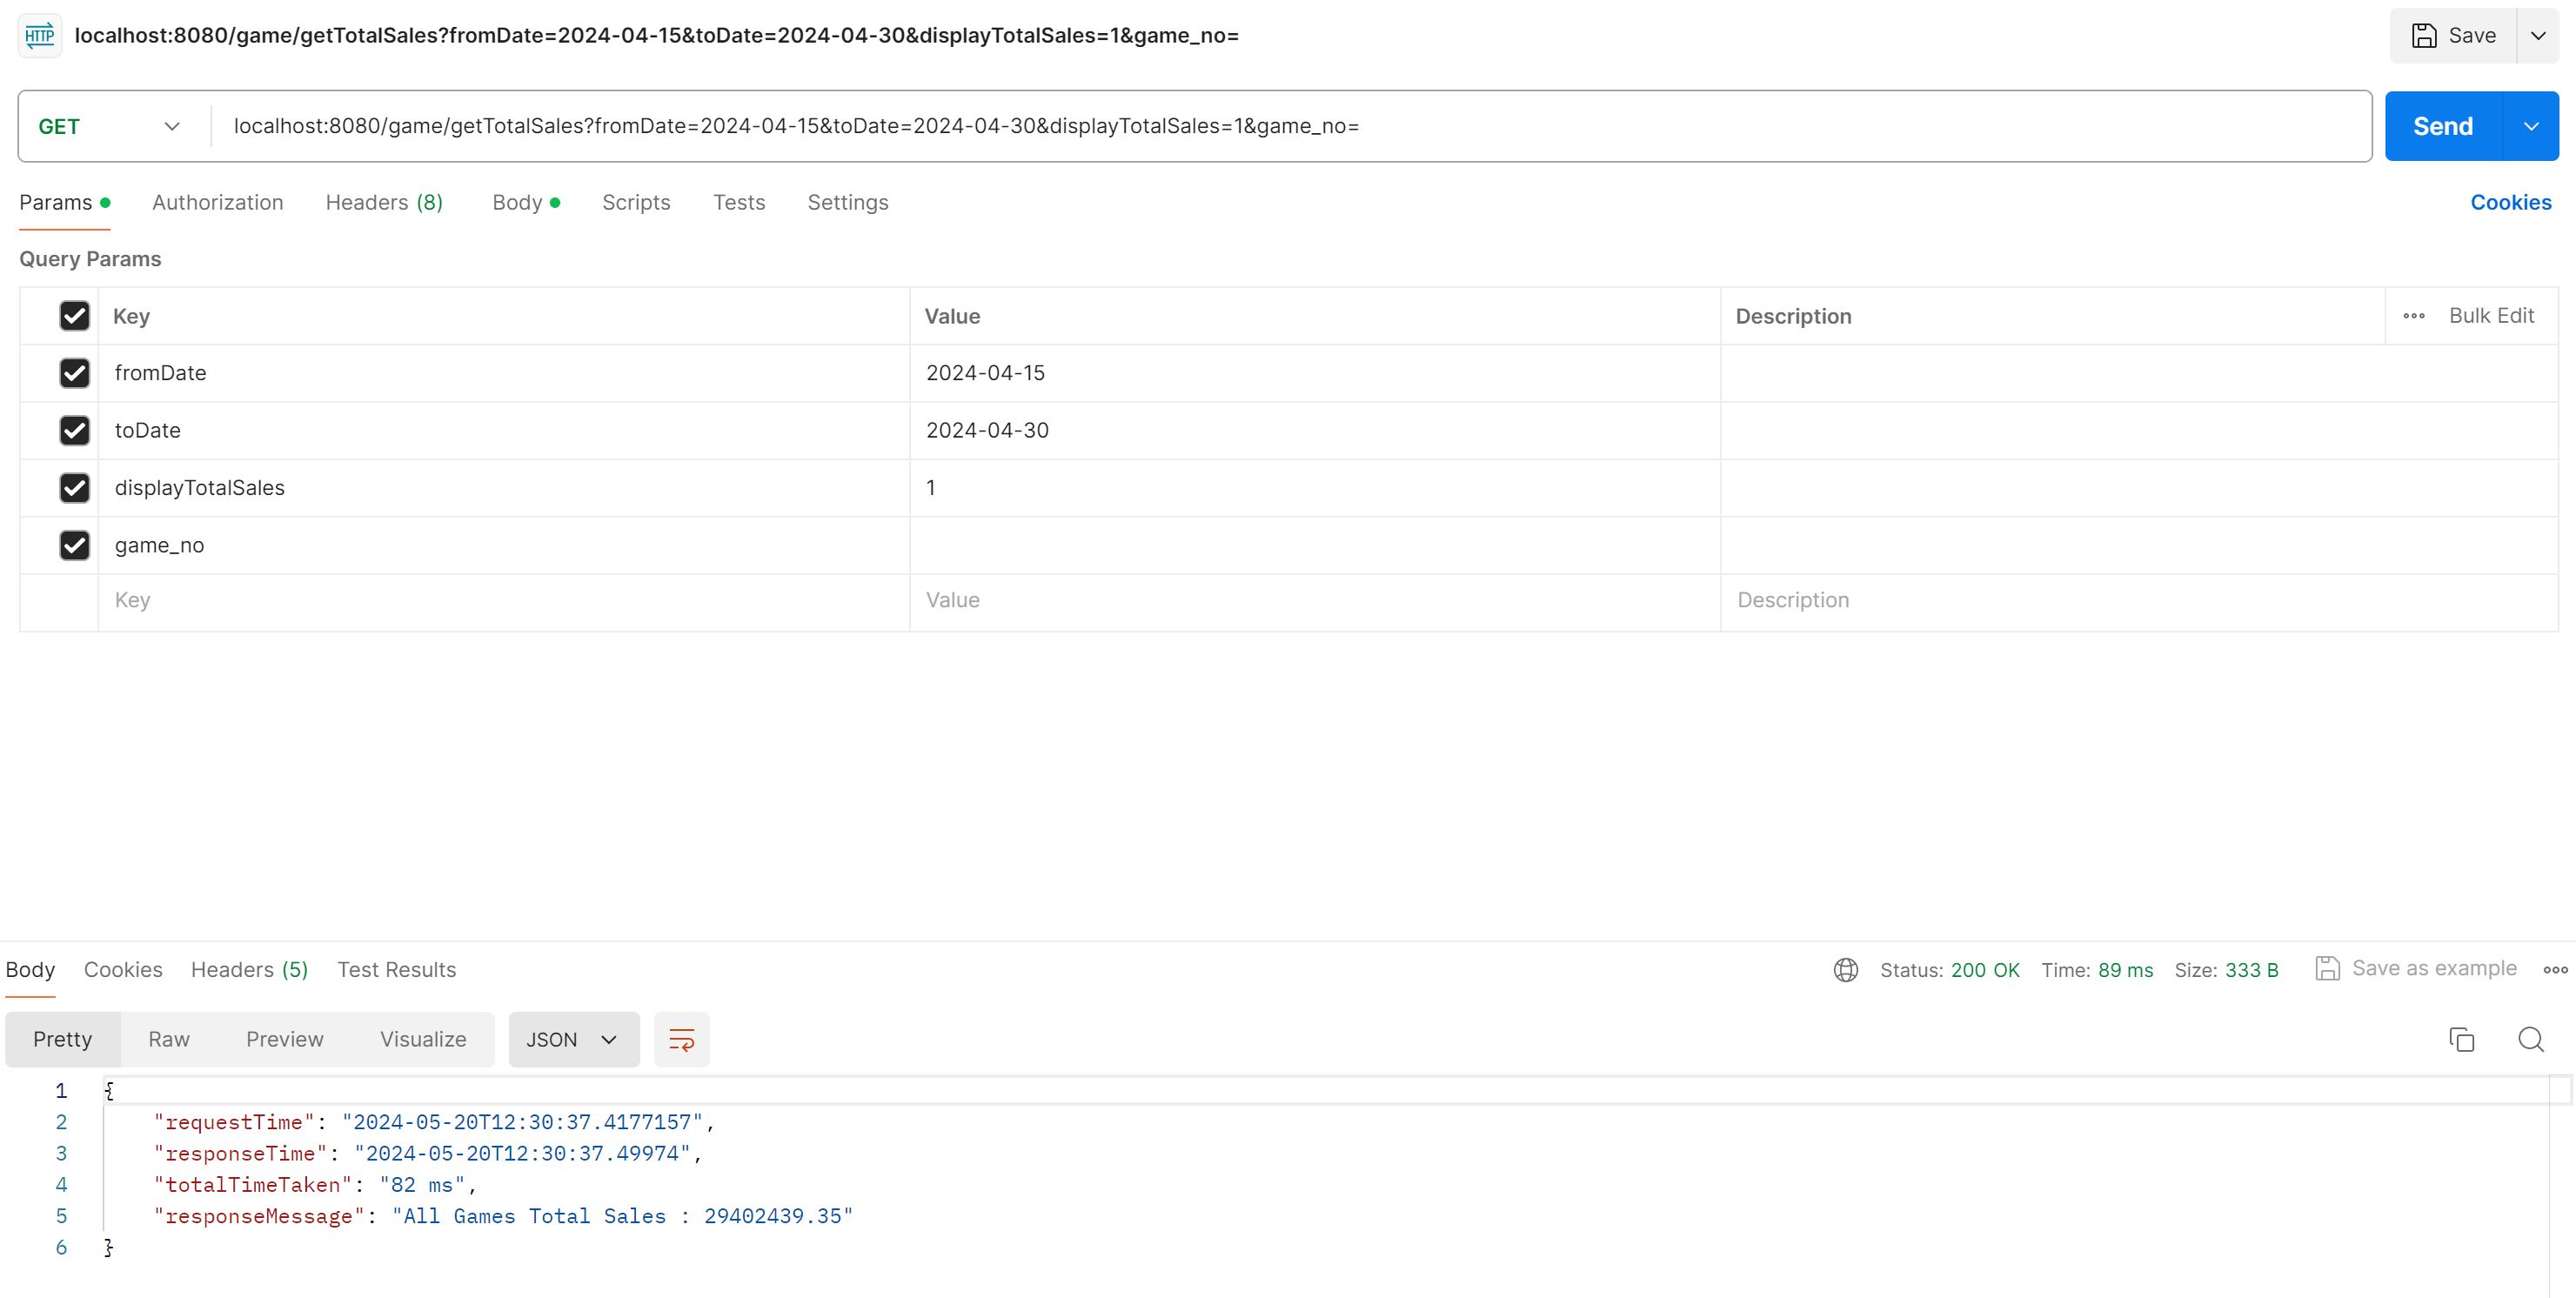 HTTP localhost:8080/game/getTotalSales?fromDate=2024-04-15&toDate=2024-04-30&displayTotalSales=1&game_no= Save
GET localhost:8080/game/getTotalSales?fromDate=2024-04-15&toDate=2024-04-30&displayTotalSales=1&game_no= Send
Params Authorization Headers (8) Body Scripts Tests Settings Cookies
Query Params
Key Value Description Bulk Edit
fromDate 2024-04-15
toDate 2024-04-30
displayTotalSales 1
game_no
Key Value Description
Body Cookies Headers (5) Test Results Status: 200 OK Time: 89 ms Size: 333 B Save as example
Pretty Raw Preview Visualize JSON
1 {
2 "requestTime": "2024-05-20T12:30:37.4177157",
3 "responseTime": "2024-05-20T12:30:37.49974",
4 "totalTimeTaken": "82 ms",
5 "responseMessage": "All Games Total Sales : 29402439.35"
6 }